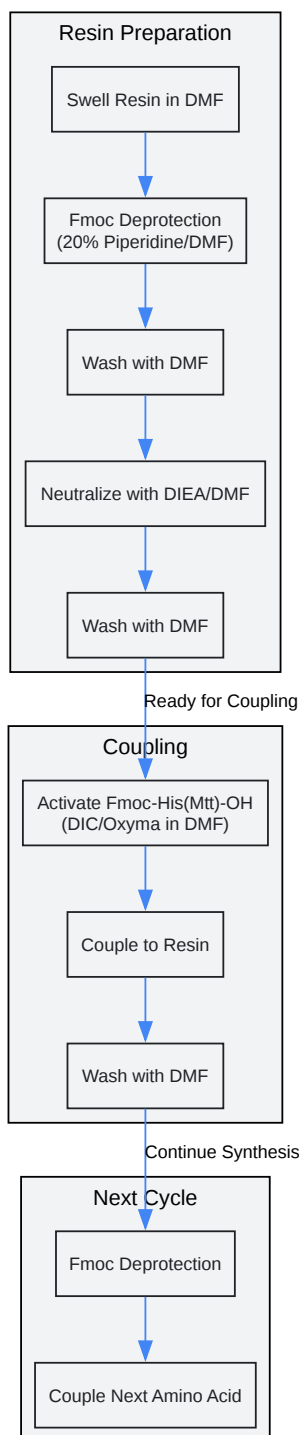 Resin Preparation
Swell Resin in DMF
Fmoc Deprotection
(20% Piperidine/DMF)
Wash with DMF
Neutralize with DIEA/DMF
Wash with DMF
Ready for Coupling
Coupling
Activate Fmoc-His(Mtt)-OH
(DIC/Oxyma in DMF)
Couple to Resin
Wash with DMF
Continue Synthesis
Next Cycle
Fmoc Deprotection
Couple Next Amino Acid